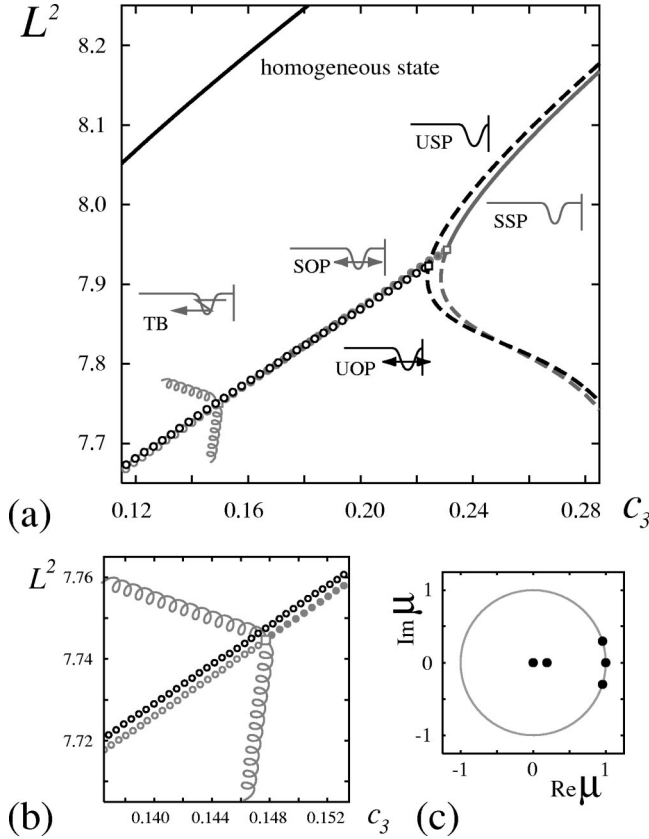 L²
8.2
8.1
8.0
7.9
7.8
7.7
homogeneous state
USP
SSP
SOP
TB
UOP
(a)
0.12 0.16 0.20 0.24 0.28 c₃
L²
7.76
7.74
7.72
0.140 0.144 0.148 0.152 c₃
(b)
Im μ
1
0
-1
-1 0 1
Re μ
(c)